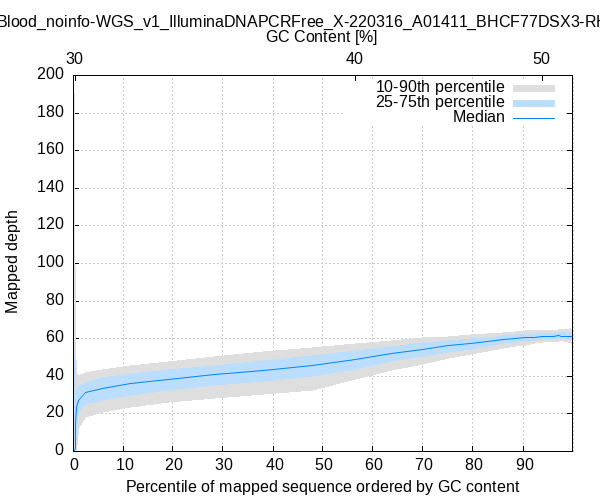 Blood_noinfo-WGS_v1_IlluminaDNAPCRFree_X-220316_A01411_BHCF77DSX3-RH
GC Content [%]
30 40 50
200
180
160
140
120
100
80
60
40
20
0
10-90th percentile
25-75th percentile
Median
Mapped depth
0 10 20 30 40 50 60 70 80 90
Percentile of mapped sequence ordered by GC content